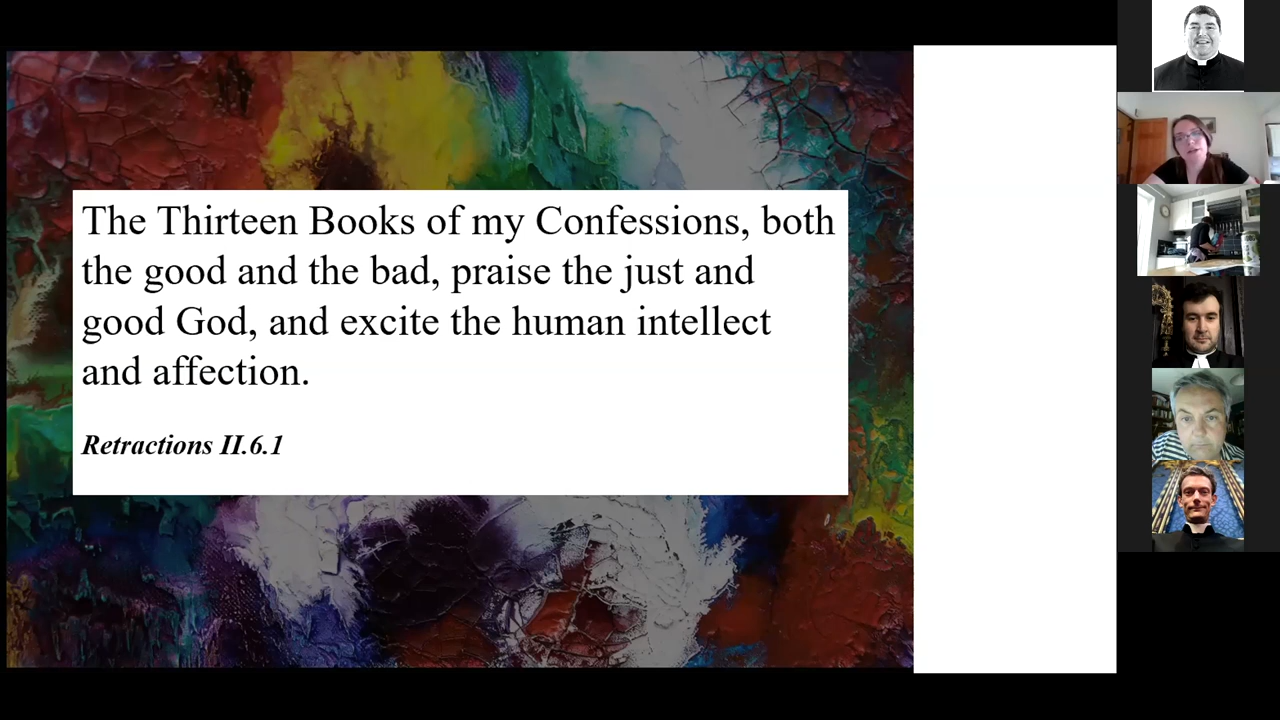 The Thirteen Books of my Confessions, both
the good and the bad, praise the just and
good God, and excite the human intellect
and affection.
Retractions II.6.1